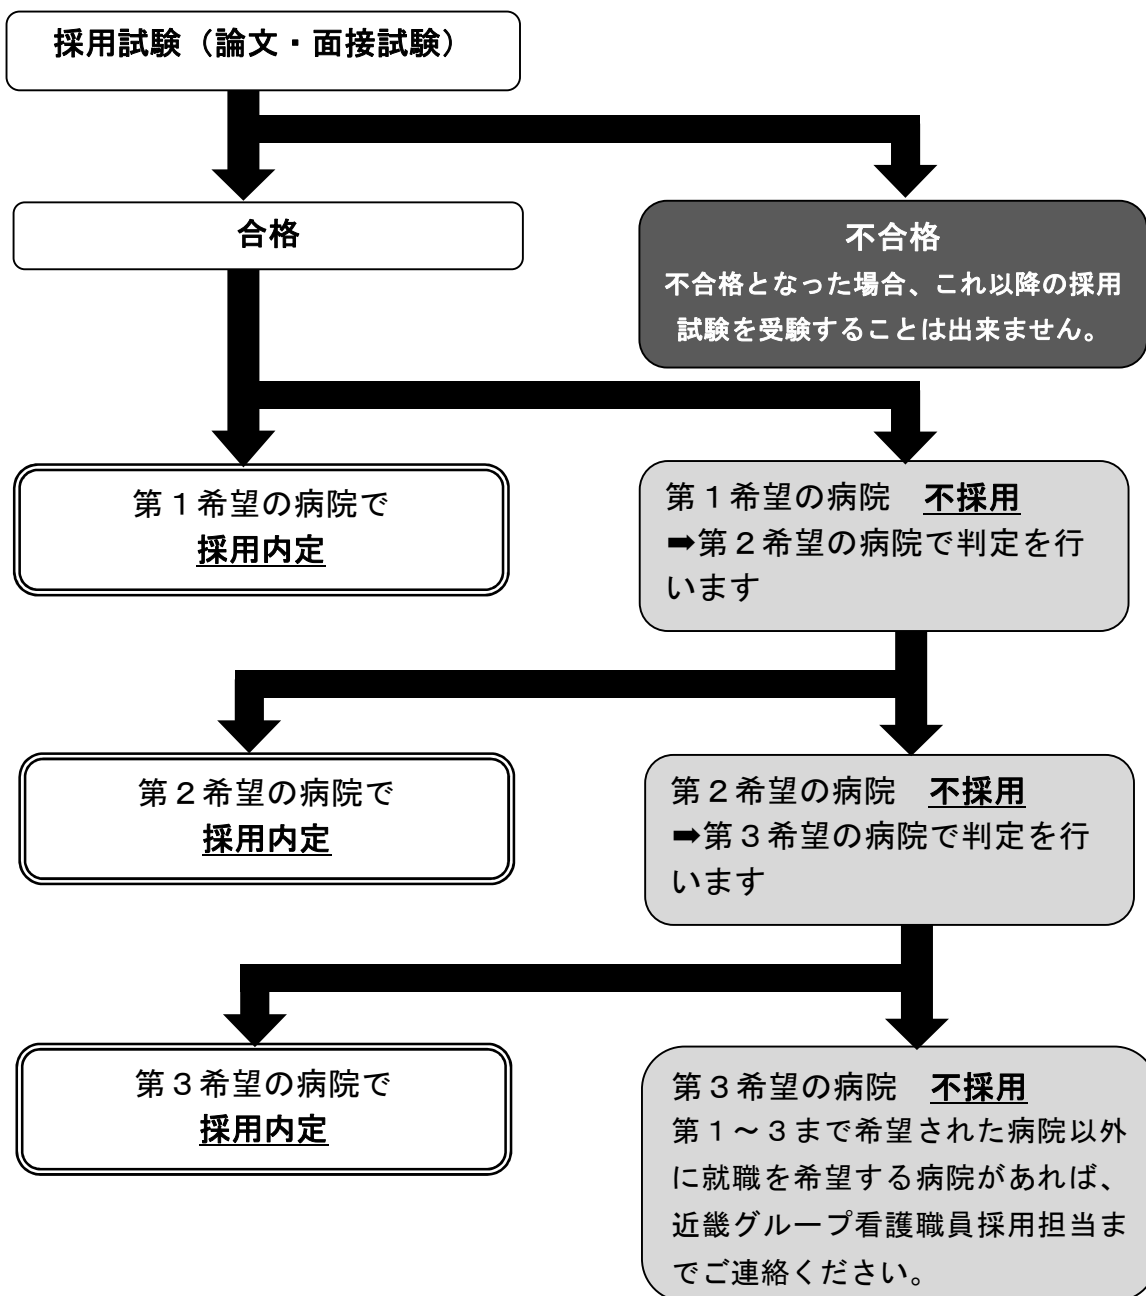 採用試験（論文・面接試験）
合格
不合格
不合格となった場合、これ以降の採用
試験を受験することは出来ません。
第１希望の病院で
採用内定
第１希望の病院　不採用
➡第２希望の病院で判定を行
います
第２希望の病院で
採用内定
第２希望の病院　不採用
➡第３希望の病院で判定を行
います
第３希望の病院で
採用内定
第３希望の病院　不採用
第１～３まで希望された病院以外
に就職を希望する病院があれば、
近畿グループ看護職員採用担当ま
でご連絡ください。